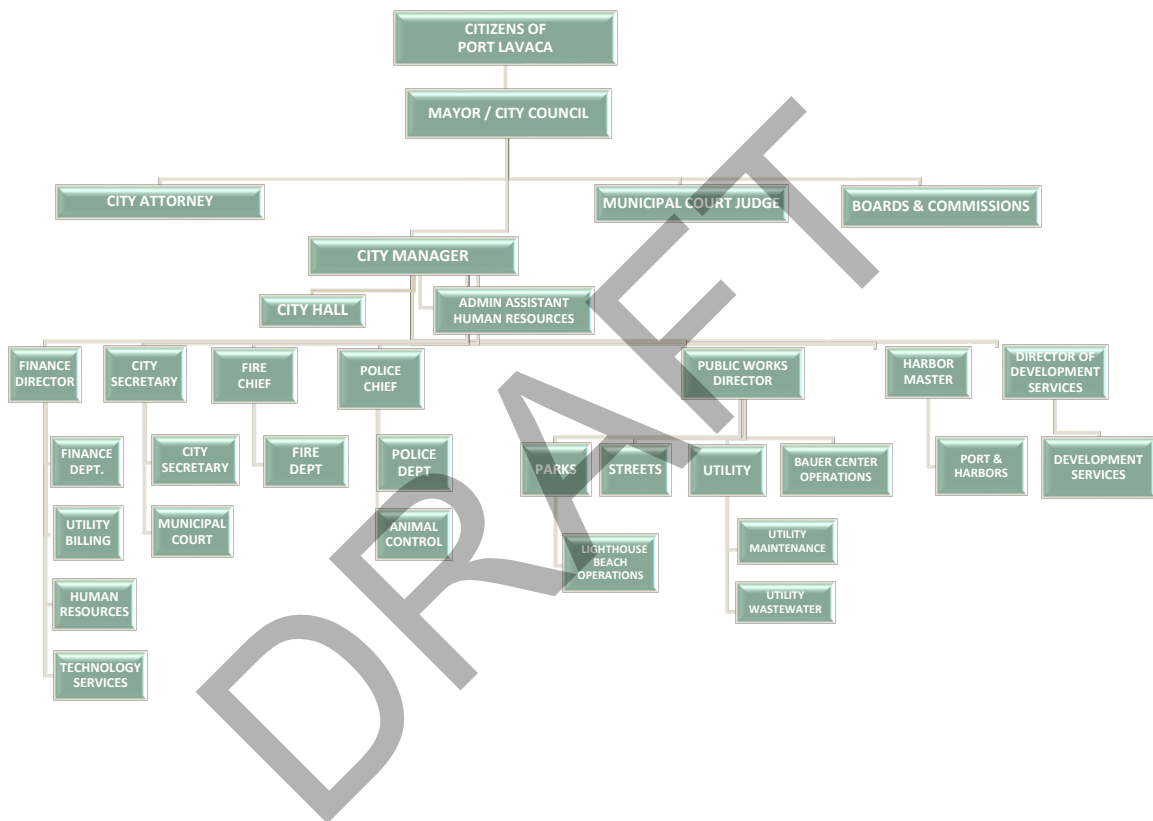 CITIZENS OF
PORT LAVACA
MAYOR / CITY COUNCIL
CITY ATTORNEY
MUNICIPAL COURT JUDGE
BOARDS & COMMISSIONS
CITY MANAGER
CITY HALL
ADMIN ASSISTANT
HUMAN RESOURCES
FINANCE
DIRECTOR
CITY
SECRETARY
FIRE
CHIEF
POLICE
CHIEF
PUBLIC WORKS
DIRECTOR
HARBOR
MASTER
DIRECTOR OF
DEVELOPMENT
SERVICES
FINANCE
DEPT.
CITY
SECRETARY
FIRE
DEPT
POLICE
DEPT
PARKS
STREETS
UTILITY
BAUER CENTER
OPERATIONS
PORT &
HARBORS
DEVELOPMENT
SERVICES
UTILITY
BILLING
MUNICIPAL
COURT
ANIMAL
CONTROL
LIGHTHOUSE
BEACH
OPERATIONS
UTILITY
MAINTENANCE
HUMAN
RESOURCES
UTILITY
WASTEWATER
TECHNOLOGY
SERVICES
DRAFT